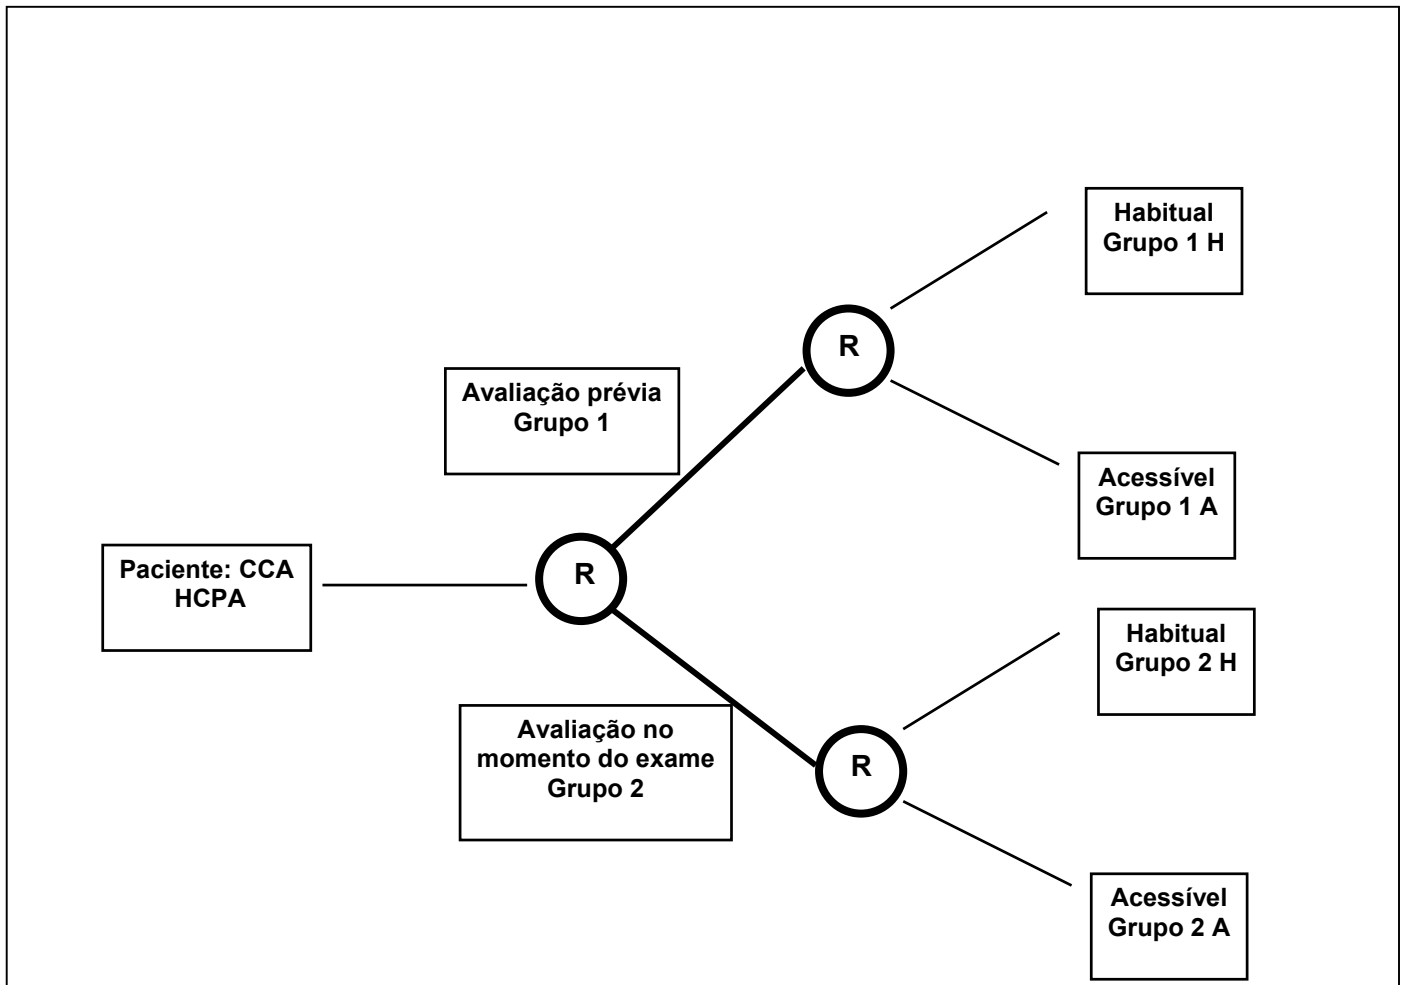 Habitual
Grupo 1 H
R
Avaliação prévia
Grupo 1
Acessível
Grupo 1 A
Paciente: CCA
HCPA
R
Habitual
Grupo 2 H
Avaliação no
momento do exame
Grupo 2
R
Acessível
Grupo 2 A